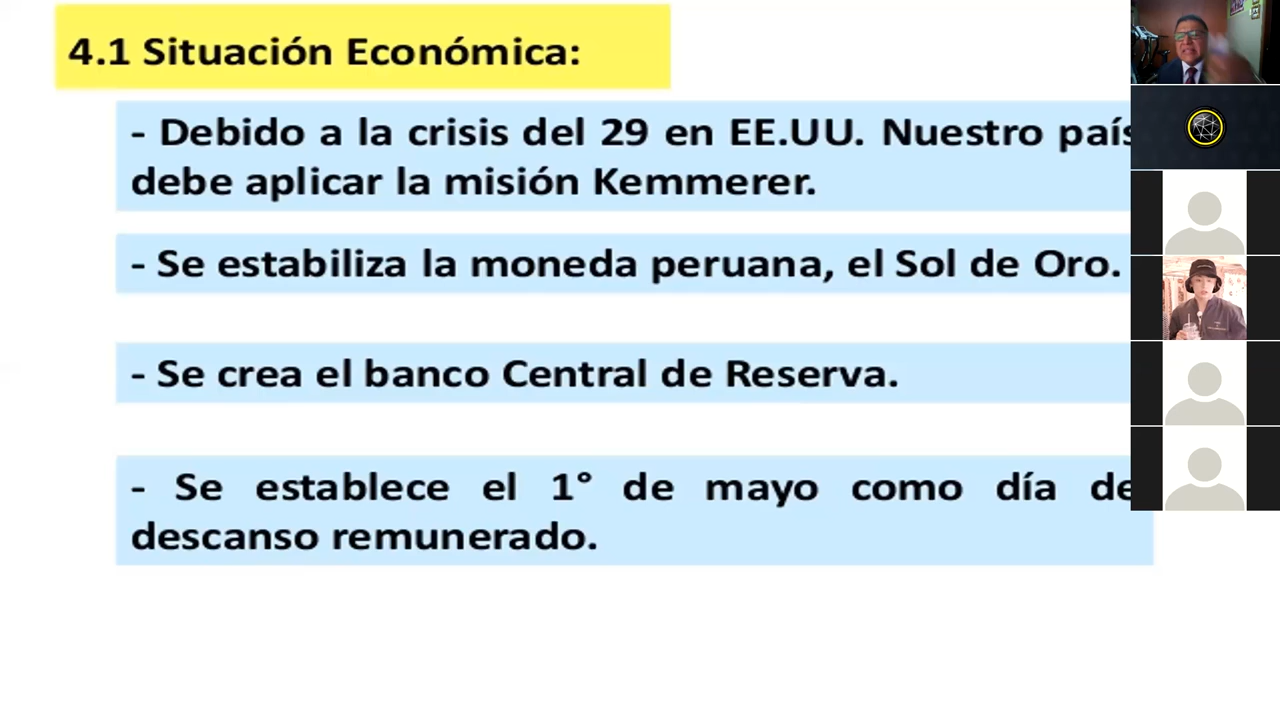 4.1 Situación Económica:
- Debido a la crisis del 29 en EE.UU. Nuestro país
debe aplicar la misión Kemmerer.
- Se estabiliza la moneda peruana, el Sol de Oro.
- Se crea el banco Central de Reserva.
- Se establece el 1° de mayo como día de
descanso remunerado.